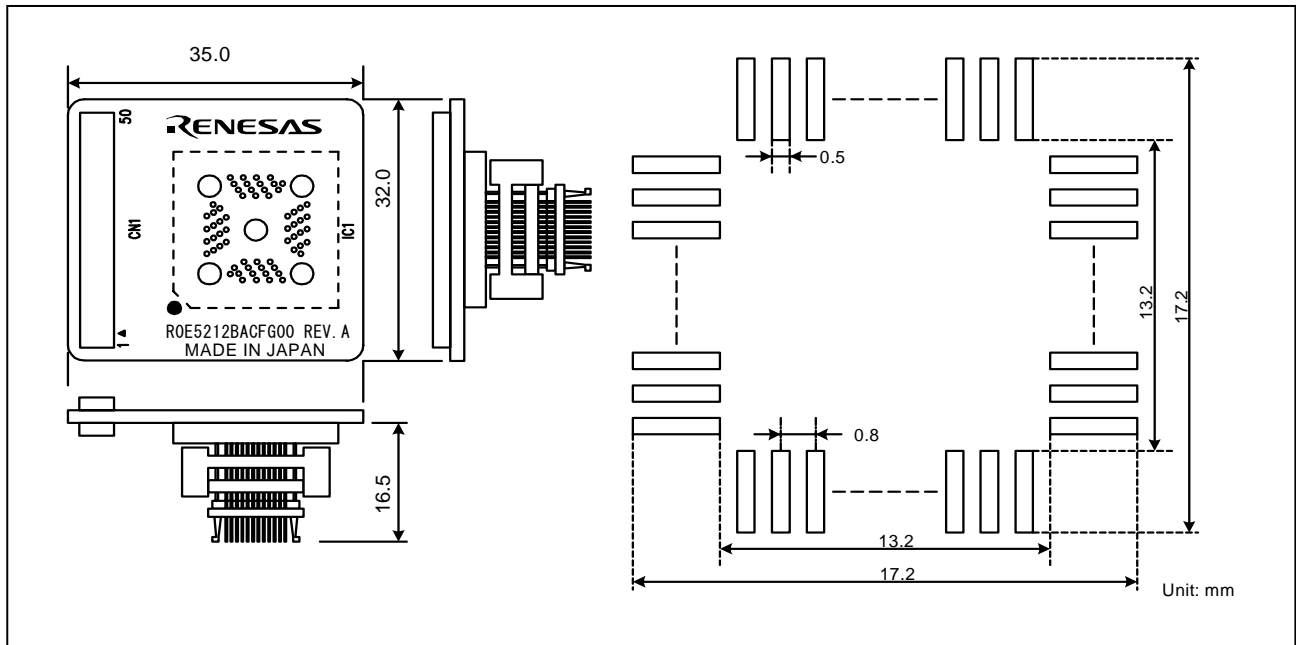 35.0
50
RENESAS
CN1
IC1
1
R0E5212BACFG00 REV. A
MADE IN JAPAN
32.0
16.5
0.5
13.2
17.2
0.8
13.2
17.2
Unit: mm